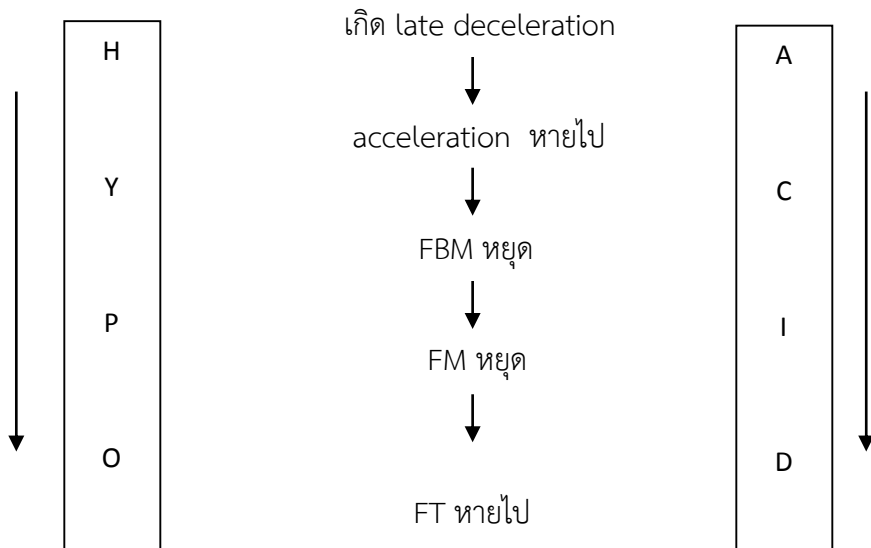 เกิด late deceleration
H
A
acceleration หายไป
Y
C
FBM หยุด
P
I
FM หยุด
O
D
FT หายไป